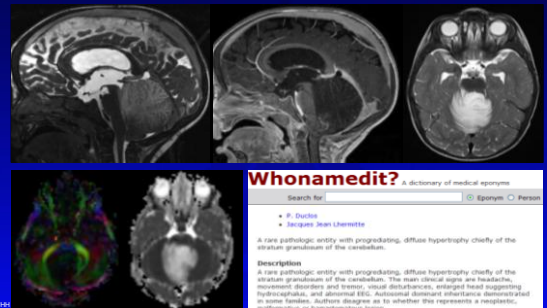 Whonamedit? A dictionary of medical eponyms
Search for Eponym Person
P. Duclos
Jacques Jean Lhermitte
A rare pathologic entity with progrediating, diffuse hypertrophy chiefly of the
stratum granulosum of the cerebellum.
Description
A rare pathologic entity with progrediating, diffuse hypertrophy chiefly of the
stratum granulosum of the cerebellum. The main clinical signs are headache,
movement disorders and tremor, visual disturbances, enlarged head suggesting
hydrocephalus, and abnormal EEG. Autosomal dominant inheritance demonstrated
in some families. Authors disagree as to whether this represents a neoplastic,
HH